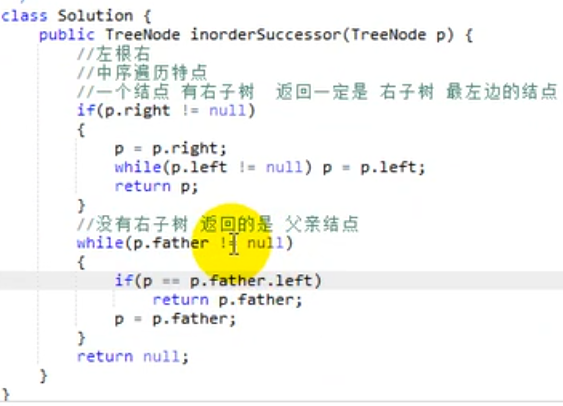 class Solution {
public TreeNode inorderSuccessor(TreeNode p) {
//左根右
//中序遍历特点
//一个结点 有右子树 返回一定是 右子树 最左边的结点
if(p.right != null)
{
p = p.right;
while(p.left != null) p = p.left;
return p;
}
//没有右子树 返回的是 父亲结点
while(p.father != null)
{
if(p == p.father.left)
return p.father;
p = p.father;
}
return null;
}
}